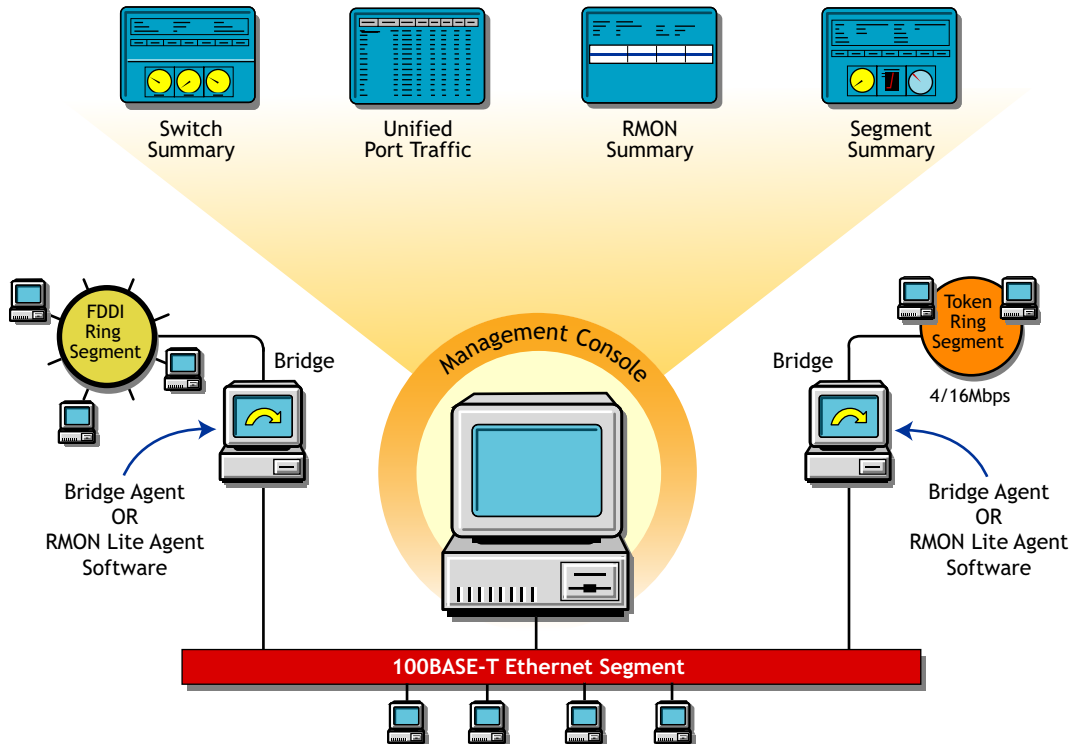 Switch
Summary
Unified
Port Traffic
RMON
Summary
Segment
Summary
FDDI
Ring
Segment
Bridge
Bridge Agent
OR
RMON Lite Agent
Software
Management Console
Token
Ring
Segment
4/16Mbps
Bridge
Bridge Agent
OR
RMON Lite Agent
Software
100BASE-T Ethernet Segment